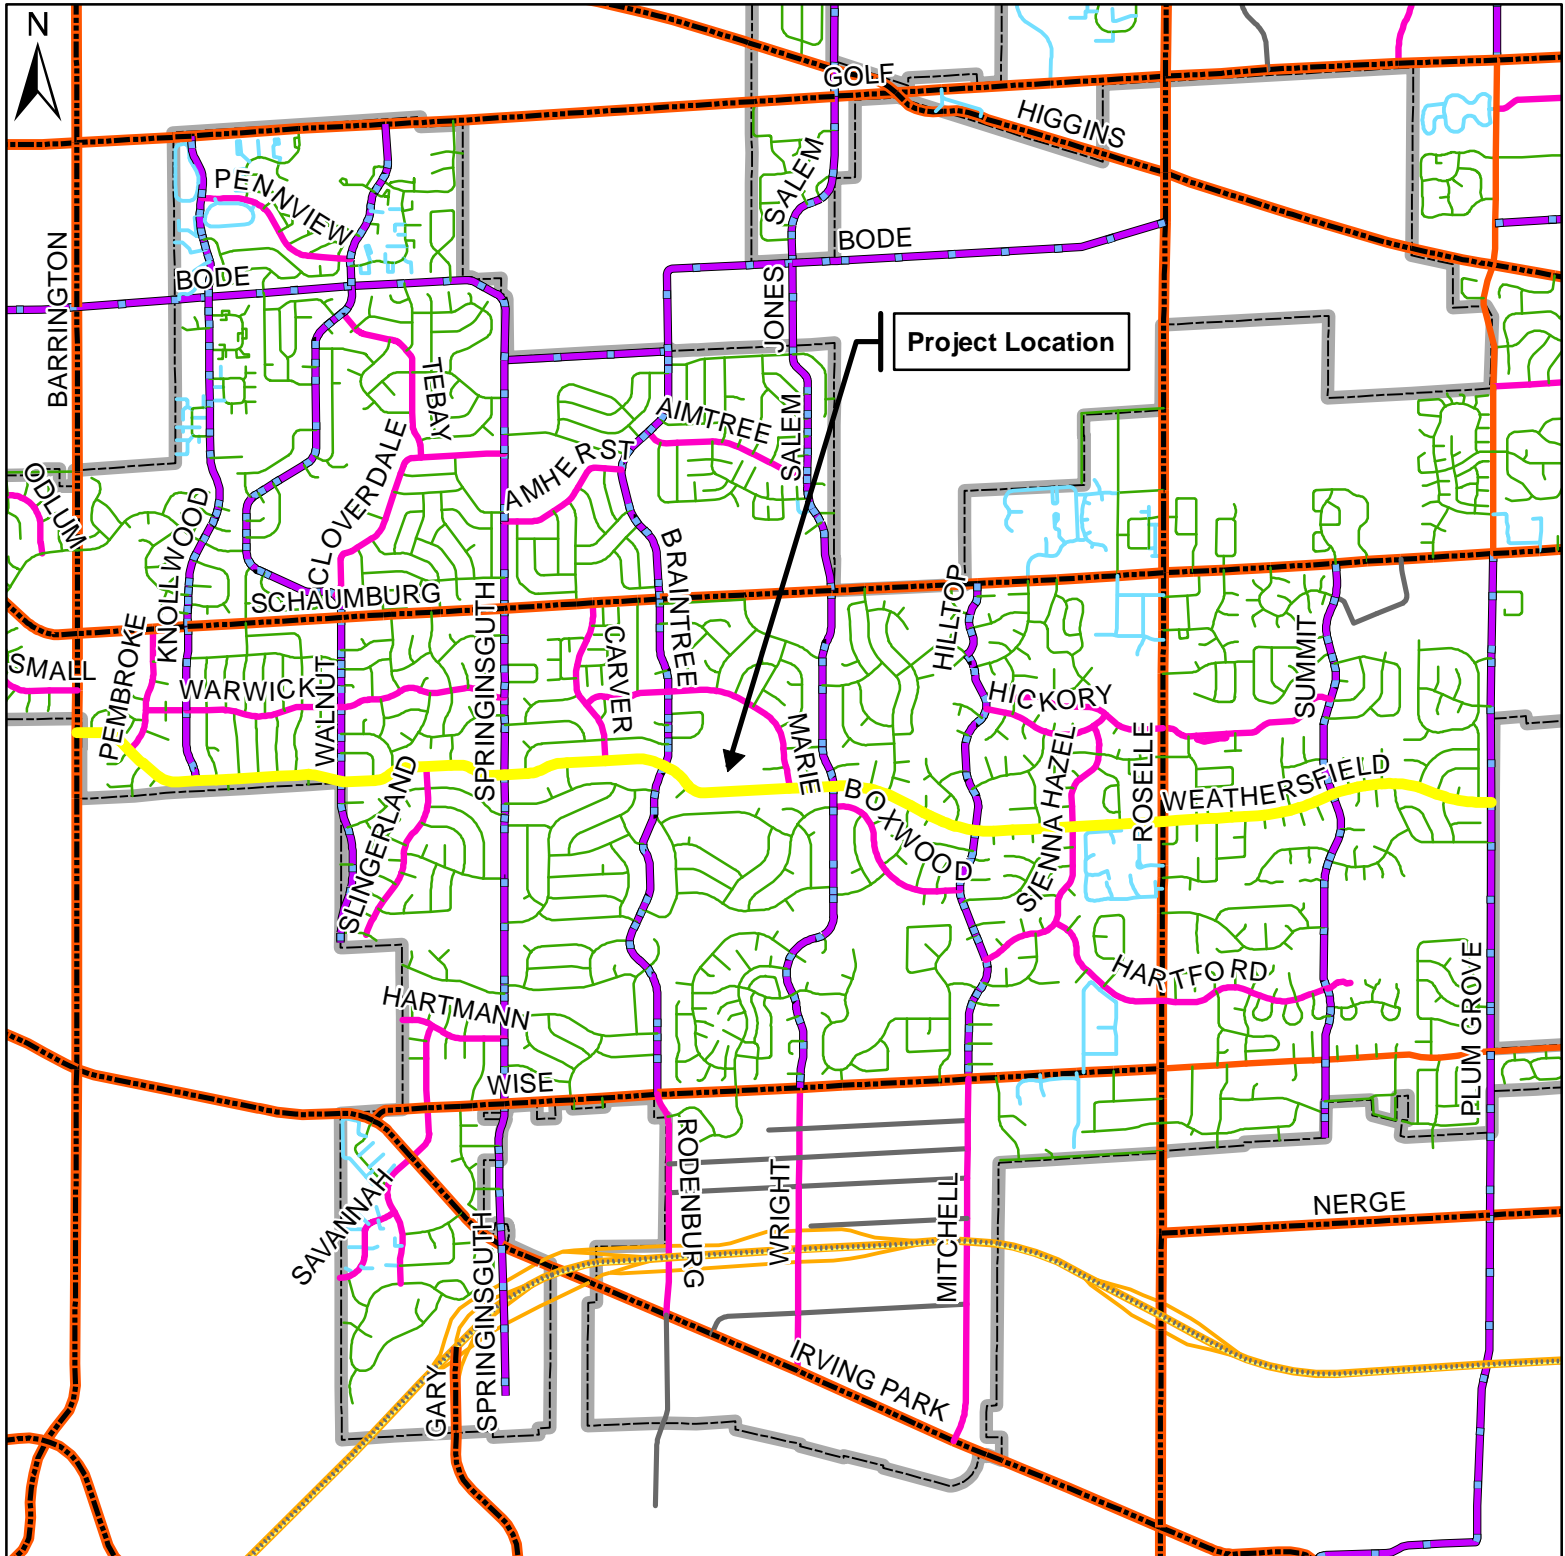 N
GOLF
HIGGINS
SALEM
PENNVIEW
BODE
BODE
BARRINGTON
JONES
Project Location
TEBAY
AIMTREE
SALEM
CLOVERDALE
AMHERST
ODLUM
KNOLLWOOD
BRAINTREE
SCHAUMBURG
SPRINGINSGUTH
HILLTOP
PEMBROKE
CARVER
SMALL
WARWICK
WALNUT
HICKORY
SUMMIT
MARIE
SIENNA HAZEL
ROSELLE
WEATHERSFIELD
SLINGERLAND
BOXWOOD
HARTFORD
PLUM GROVE
HARTMANN
WISE
RODENBURG
WRIGHT
MITCHELL
NERGE
SAVANNAH
SPRINGINSGUTH
GARY
IRVING PARK